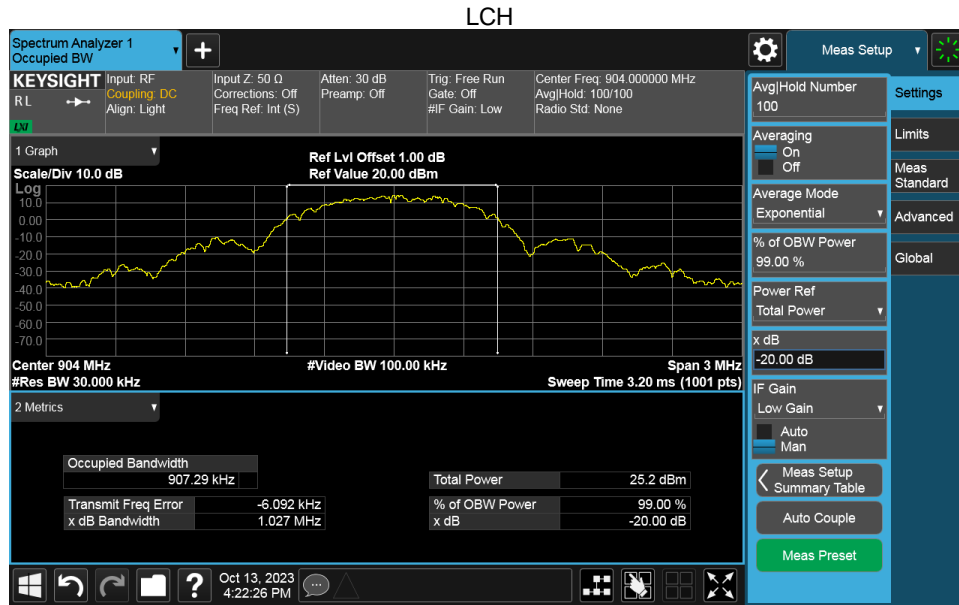 LCH
Spectrum Analyzer 1
Occupied BW
Meas Setup
KEYSIGHT
RL
LXI
Input: RF
Coupling: DC
Align: Light
Input Z: 50 Ω
Corrections: Off
Freq Ref: Int (S)
Atten: 30 dB
Preamp: Off
Trig: Free Run
Gate: Off
#IF Gain: Low
Center Freq: 904.000000 MHz
Avg|Hold: 100/100
Radio Std: None
1 Graph
Scale/Div 10.0 dB
Ref Lvl Offset 1.00 dB
Ref Value 20.00 dBm
Log
10.0
0.00
-10.0
-20.0
-30.0
-40.0
-50.0
-60.0
-70.0
Center 904 MHz
#Video BW 100.00 kHz
Span 3 MHz
#Res BW 30.000 kHz
Sweep Time 3.20 ms (1001 pts)
2 Metrics
Occupied Bandwidth
907.29 kHz
Total Power 25.2 dBm
Transmit Freq Error -6.092 kHz
% of OBW Power 99.00 %
x dB Bandwidth 1.027 MHz
x dB -20.00 dB
Avg|Hold Number
100
Averaging
On
Off
Average Mode
Exponential
% of OBW Power
99.00 %
Power Ref
Total Power
x dB
-20.00 dB
IF Gain
Low Gain
Auto
Man
Meas Setup
Summary Table
Auto Couple
Meas Preset
Settings
Limits
Meas
Standard
Advanced
Global
Oct 13, 2023
4:22:26 PM